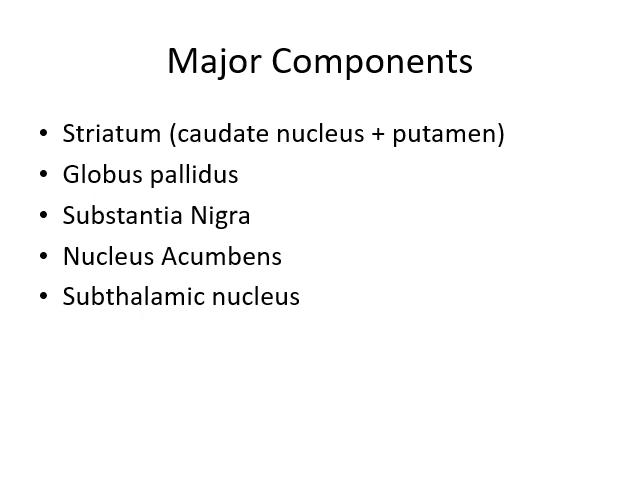 Major Components
• Striatum (caudate nucleus + putamen)
• Globus pallidus
• Substantia Nigra
• Nucleus Acumbens
• Subthalamic nucleus